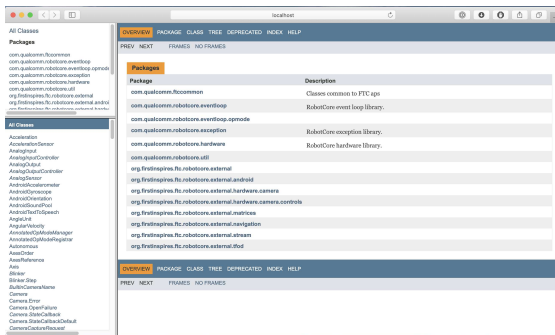 localhost
All Classes
Packages
com.qualcomm.ftccommon
com.qualcomm.robotcore.eventloop
com.qualcomm.robotcore.eventloop.opmode
com.qualcomm.robotcore.exception
com.qualcomm.robotcore.hardware
com.qualcomm.robotcore.util
org.firstinspires.ftc.robotcore.external
org.firstinspires.ftc.robotcore.external.androi
All Classes
Acceleration
AccelerationSensor
AnalogInput
AnalogInputController
AnalogOutput
AnalogOutputController
AnalogSensor
AndroidAccelerometer
AndroidGyroscope
AndroidOrientation
AndroidSoundPool
AndroidTextToSpeech
AngleUnit
AngularVelocity
AnnotatedOpModeManager
AnnotatedOpModeRegistrar
Autonomous
AxesOrder
AxesReference
Axis
Blinker
Blinker.Step
BuiltinCameraName
Camera
Camera.Error
Camera.OpenFailure
Camera.StateCallback
Camera.StateCallbackDefault
CameraCaptureRequest
OVERVIEW PACKAGE CLASS TREE DEPRECATED INDEX HELP
PREV NEXT FRAMES NO FRAMES
Packages
Package Description
com.qualcomm.ftccommon Classes common to FTC aps
com.qualcomm.robotcore.eventloop RobotCore event loop library.
com.qualcomm.robotcore.eventloop.opmode
com.qualcomm.robotcore.exception RobotCore exception library.
com.qualcomm.robotcore.hardware RobotCore hardware library.
com.qualcomm.robotcore.util
org.firstinspires.ftc.robotcore.external
org.firstinspires.ftc.robotcore.external.android
org.firstinspires.ftc.robotcore.external.hardware.camera
org.firstinspires.ftc.robotcore.external.hardware.camera.controls
org.firstinspires.ftc.robotcore.external.matrices
org.firstinspires.ftc.robotcore.external.navigation
org.firstinspires.ftc.robotcore.external.stream
org.firstinspires.ftc.robotcore.external.tfod
OVERVIEW PACKAGE CLASS TREE DEPRECATED INDEX HELP
PREV NEXT FRAMES NO FRAMES